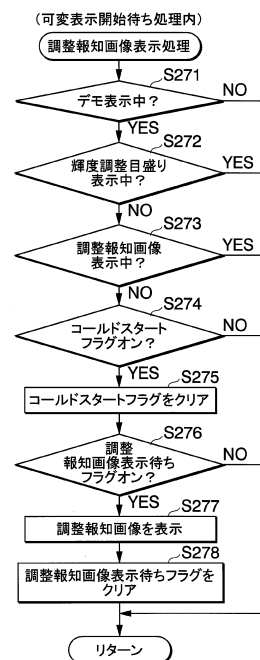 (可変表示開始待ち処理内)
調整報知画像表示処理
S271
デモ表示中?
NO
YES
S272
輝度調整目盛り
表示中?
YES
NO
S273
調整報知画像
表示中?
YES
NO
S274
コールドスタート
フラグオン?
NO
YES
S275
コールドスタートフラグをクリア
S276
調整
報知画像表示待ち
フラグオン?
NO
YES
S277
調整報知画像を表示
S278
調整報知画像表示待ちフラグを
クリア
リターン